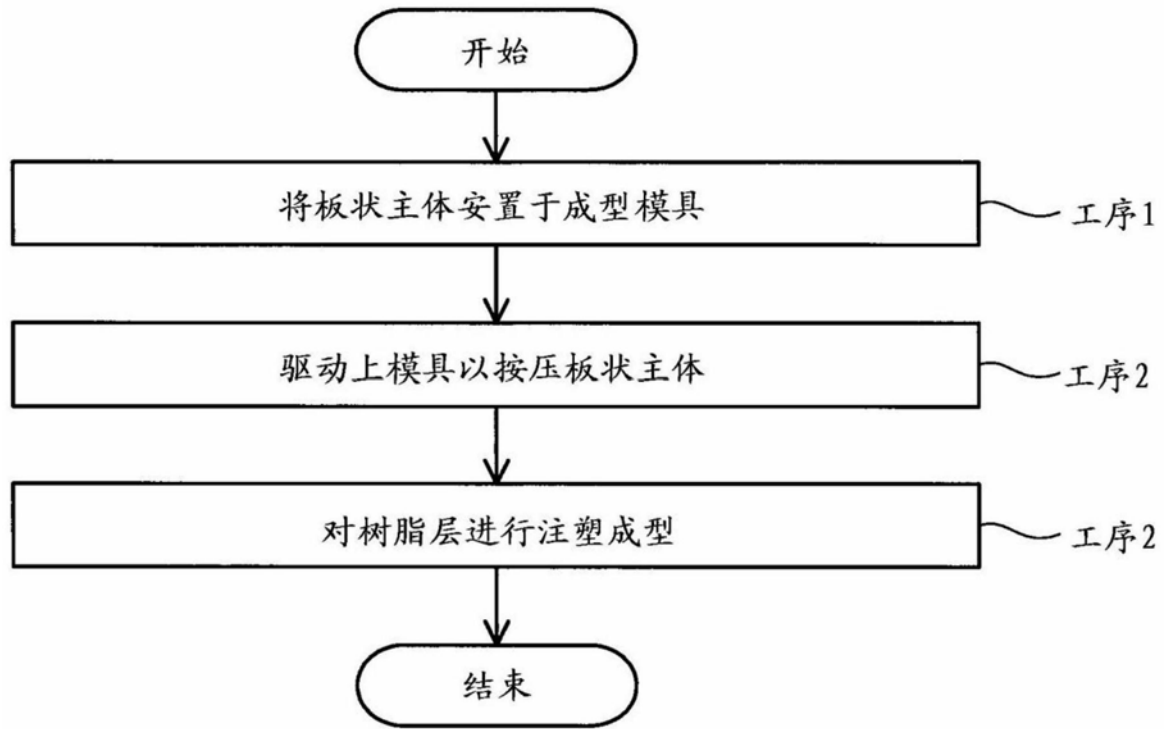 开始
将板状主体安置于成型模具
工序1
驱动上模具以按压板状主体
工序2
对树脂层进行注塑成型
工序2
结束